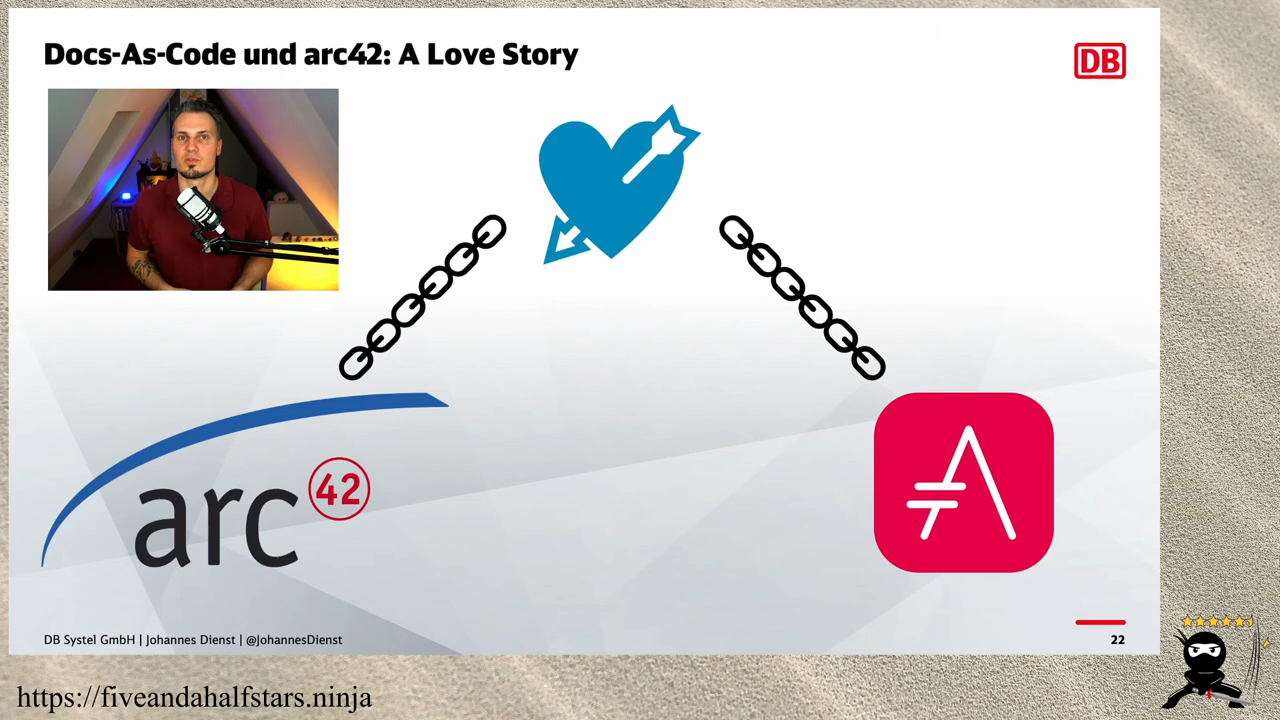 Docs-As-Code und arc42: A Love Story
DB
arc
42
DB Systel GmbH | Johannes Dienst | @JohannesDienst
22
https://fiveandahalfstars.ninja